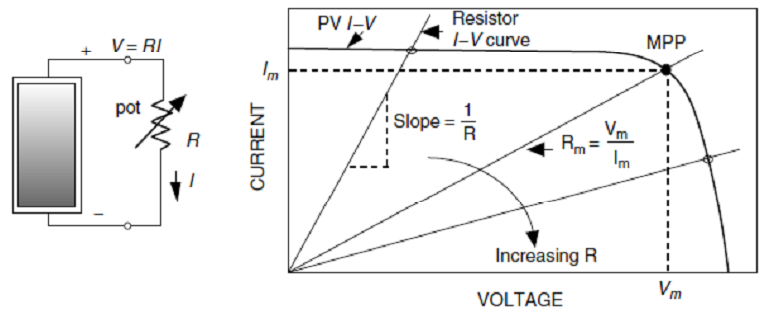 +
V = RI
pot
R
I
–
PV I–V
Resistor
I–V curve
MPP
Im
CURRENT
Slope = 1/R
Rm = Vm/Im
Increasing R
VOLTAGE
Vm